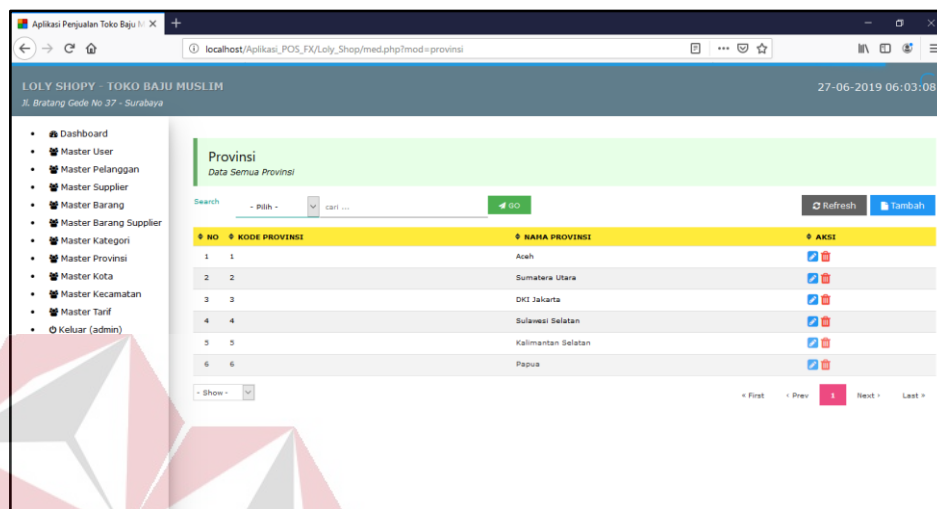 Aplikasi Penjualan Toko Baju M
localhost/Aplikasi_POS_FX/Loly_Shop/med.php?mod=provinsi
LOLY SHOPY - TOKO BAJU MUSLIM
27-06-2019 06:03:08
Jl. Bratang Gede No 37 - Surabaya
Dashboard
Master User
Master Pelanggan
Master Supplier
Master Barang
Master Barang Supplier
Master Kategori
Master Provinsi
Master Kota
Master Kecamatan
Master Tarif
Keluar (admin)
Provinsi
Data Semua Provinsi
Search - Pilih - cari ... GO Refresh Tambah
NO KODE PROVINSI NAMA PROVINSI AKSI
1 1 Aceh
2 2 Sumatera Utara
3 3 DKI Jakarta
4 4 Sulawesi Selatan
5 5 Kalimantan Selatan
6 6 Papua
- Show - « First ‹ Prev 1 Next › Last »